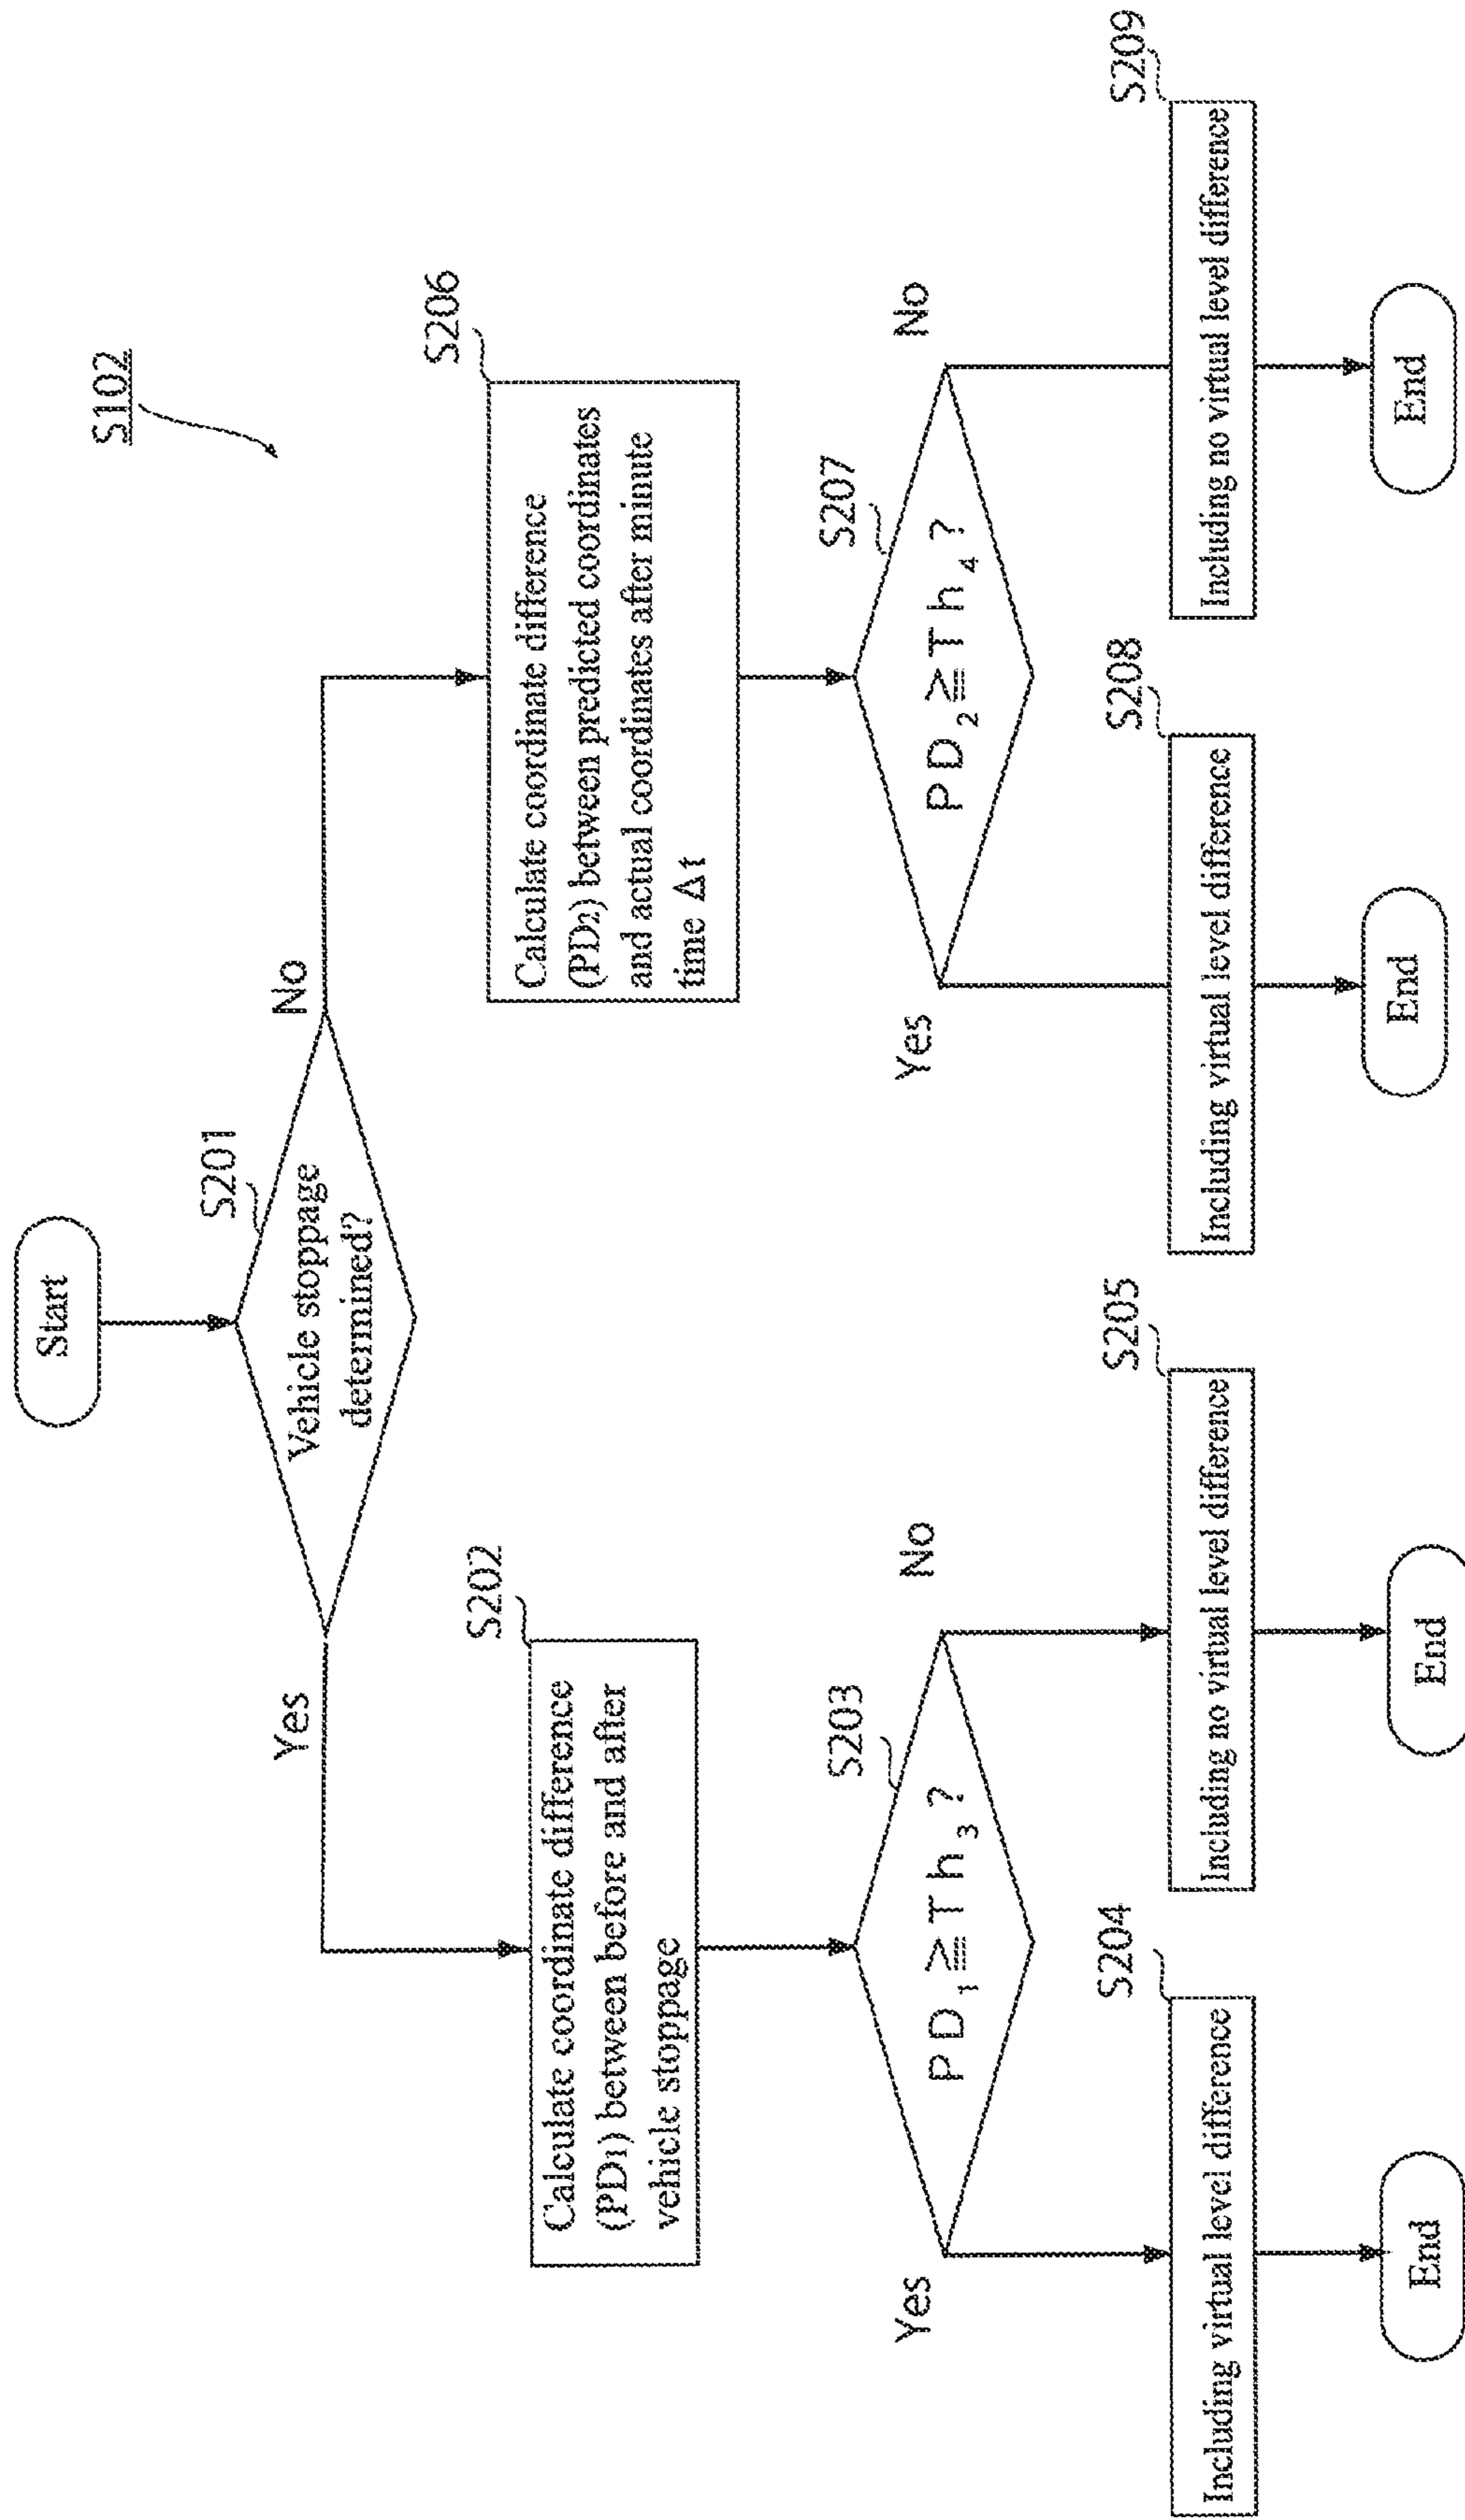 S102
Start
S201
Vehicle stoppage
determined?
Yes
No
S202
Calculate coordinate difference
(PD1) between before and after
vehicle stoppage
S203
PD1≧Th3?
Yes
No
S204
Including virtual level difference
End
S205
Including no virtual level difference
End
S206
Calculate coordinate difference
(PD2) between predicted coordinates
and actual coordinates after minute
time Δt
S207
PD2≧Th4?
Yes
No
S208
Including virtual level difference
End
S209
Including no virtual level difference
End